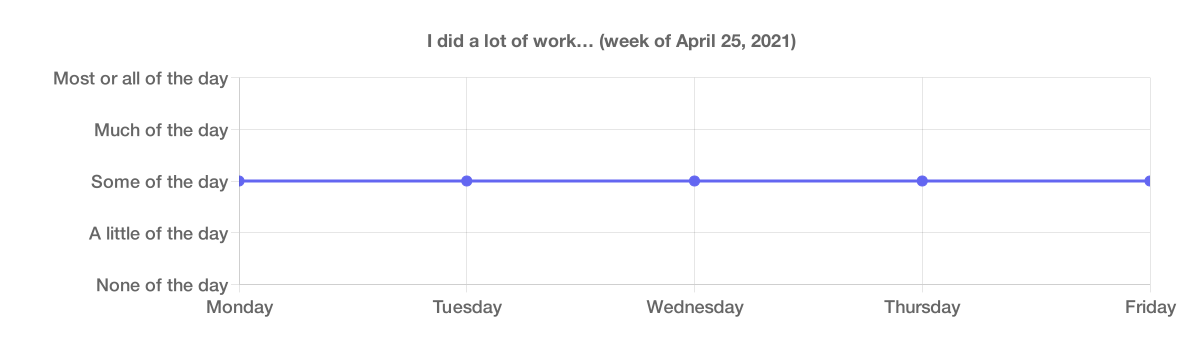 I did a lot of work… (week of April 25, 2021)
Most or all of the day
Much of the day
Some of the day
A little of the day
None of the day
Monday Tuesday Wednesday Thursday Friday